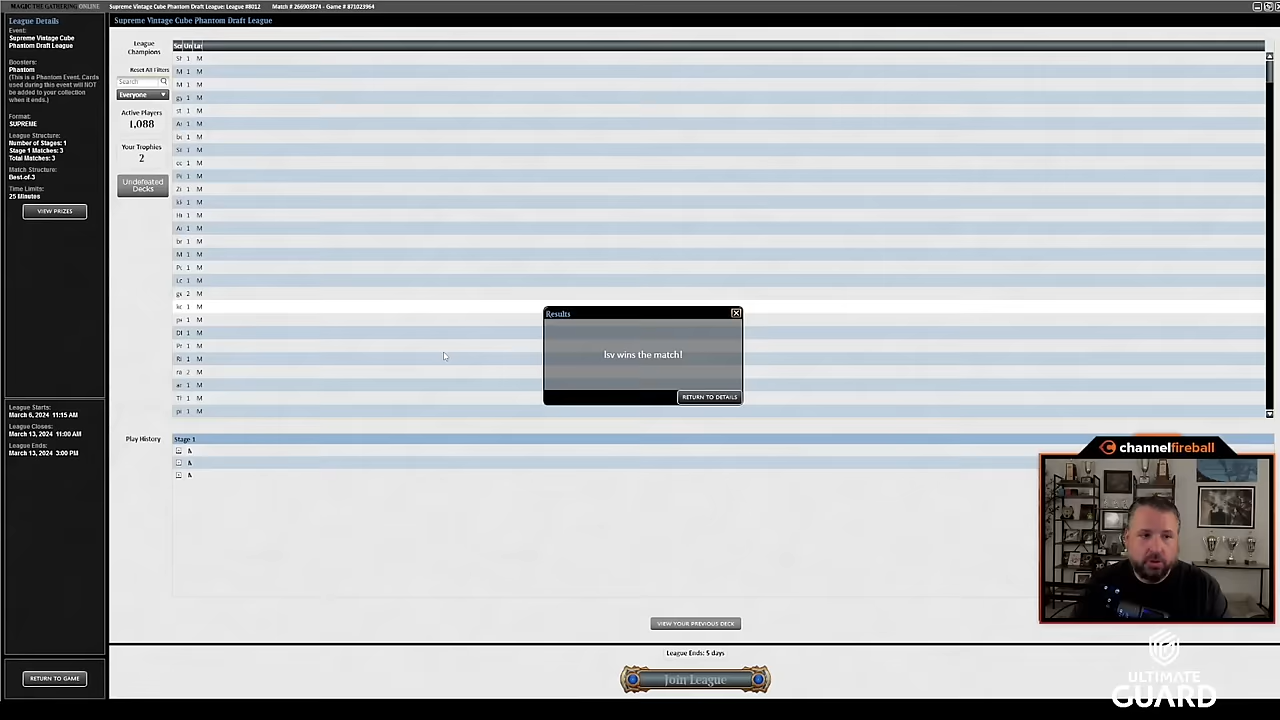 MAGIC THE GATHERING ONLINE
Supreme Vintage Cube Phantom Draft League: League #8012
Match # 266903874 - Game # 871023964
League Details
Event:
Supreme Vintage Cube
Phantom Draft League
Boosters:
Phantom
(This is a Phantom Event. Cards
used during this event will NOT
be added to your collection
when it ends.)
Format:
SUPREME
League Structure:
Number of Stages: 1
Stage 1 Matches: 3
Total Matches: 3
Match Structure:
Best-of-3
Time Limits:
25 Minutes
VIEW PRIZES
League Starts:
March 6, 2024 11:15 AM
League Closes:
March 13, 2024 11:00 AM
League Ends:
March 13, 2024 3:00 PM
RETURN TO GAME
Supreme Vintage Cube Phantom Draft League
League
Champions
Reset All Filters
Search
Everyone
Active Players
1,088
Your Trophies
2
Undefeated
Decks
Results
lsv wins the match!
RETURN TO DETAILS
Play History
Stage 1
VIEW YOUR PREVIOUS DECK
League Ends: 5 days
Join League
channelfireball
ULTIMATE
GUARD